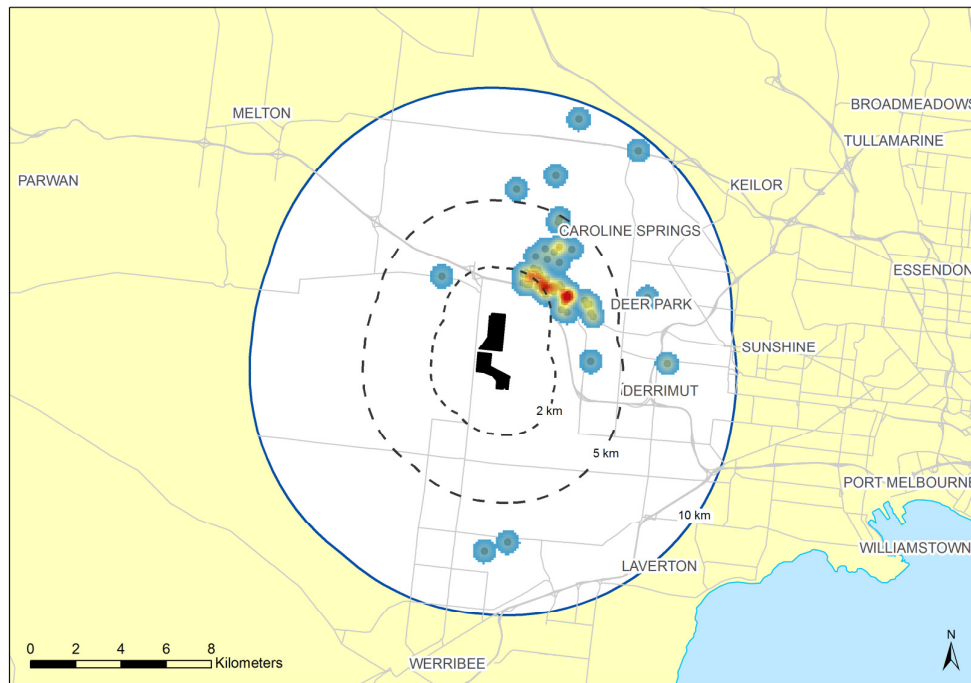 BROADMEADOWS
MELTON
TULLAMARINE
PARWAN
KEILOR
CAROLINE SPRINGS
ESSENDON
DEER PARK
SUNSHINE
DERRIMUT
2 km
5 km
PORT MELBOURNE
10 km
WILLIAMSTOWN
LAVERTON
N
0 2 4 6 8
Kilometers
WERRIBEE